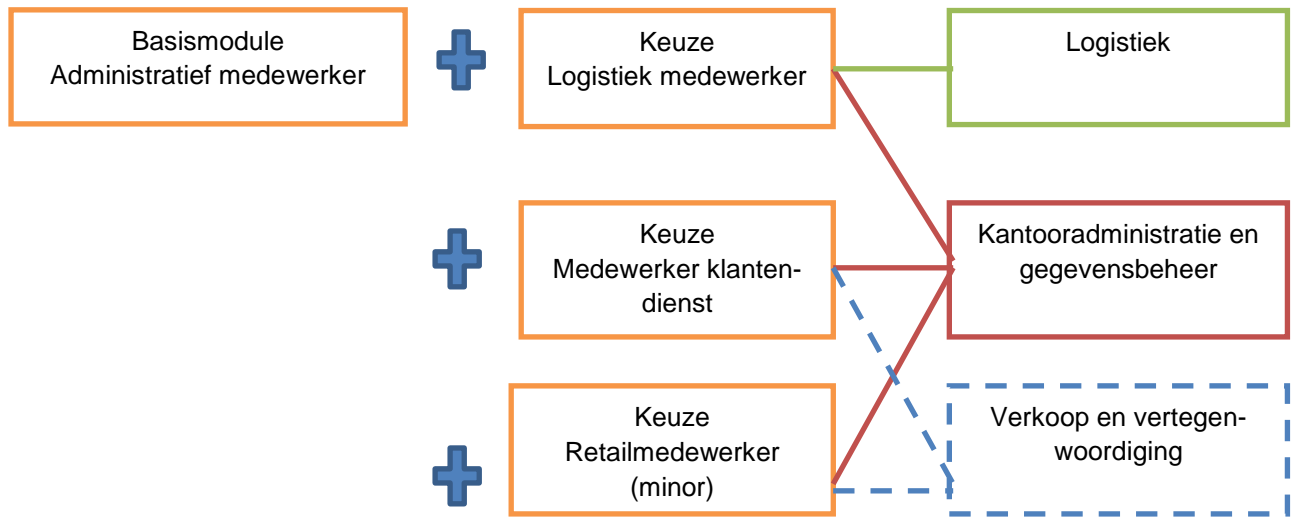 Basismodule
Administratief medewerker
Keuze
Logistiek medewerker
Logistiek
Keuze
Medewerker klanten-
dienst
Kantooradministratie en
gegevensbeheer
Keuze
Retailmedewerker
(minor)
Verkoop en vertegen-
woordiging